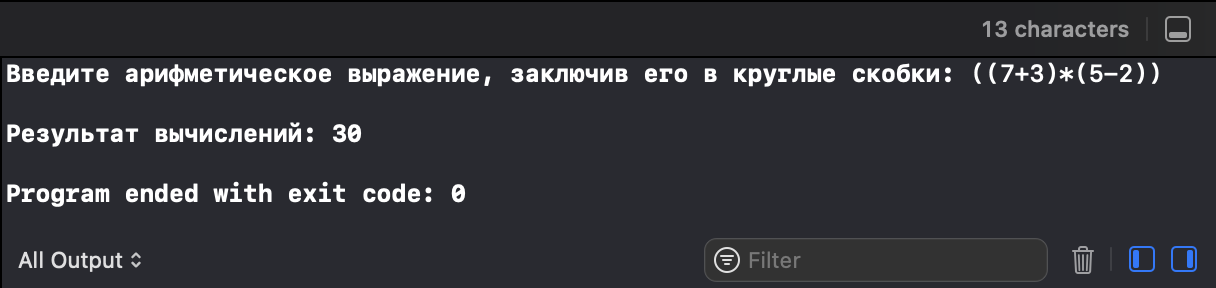 13 characters
Введите арифметическое выражение, заключив его в круглые скобки: ((7+3)*(5-2))
Результат вычислений: 30
Program ended with exit code: 0
All Output
Filter